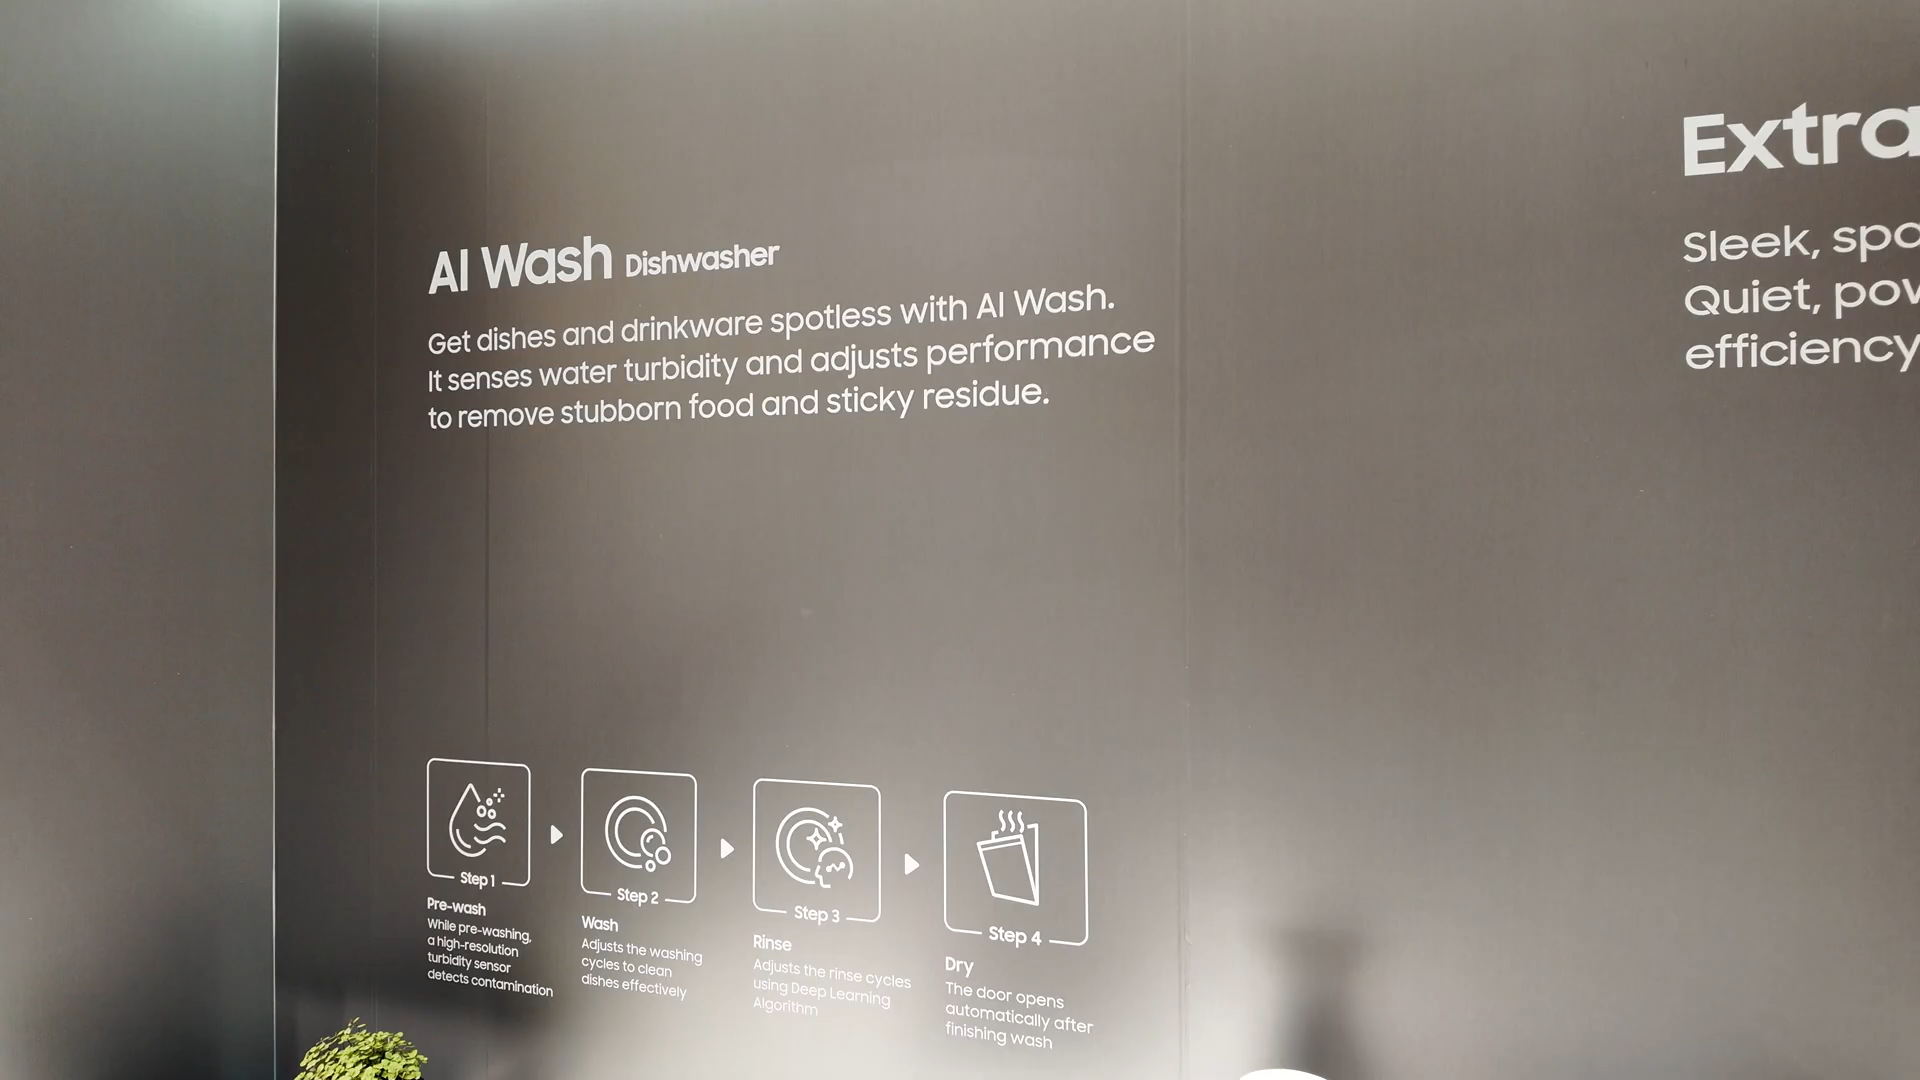 AI Wash Dishwasher
Get dishes and drinkware spotless with AI Wash.
It senses water turbidity and adjusts performance
to remove stubborn food and sticky residue.
Step 1
Pre-wash
While pre-washing,
a high-resolution
turbidity sensor
detects contamination
Step 2
Wash
Adjusts the washing
cycles to clean
dishes effectively
Step 3
Rinse
Adjusts the rinse cycles
using Deep Learning
Algorithm
Step 4
Dry
The door opens
automatically after
finishing wash
Extra
Sleek,
Quiet,
efficiency